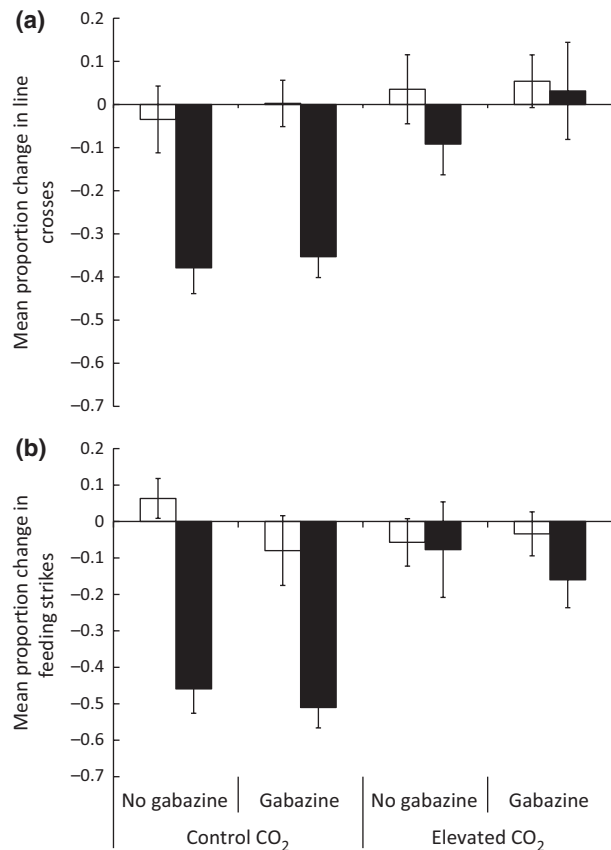 (a)
Mean proportion change in line
crosses
0.2
0.1
0
−0.1
−0.2
−0.3
−0.4
−0.5
−0.6
−0.7
(b)
Mean proportion change in
feeding strikes
0.2
0.1
0
−0.1
−0.2
−0.3
−0.4
−0.5
−0.6
−0.7
No gabazine Gabazine No gabazine Gabazine
Control CO₂ Elevated CO₂